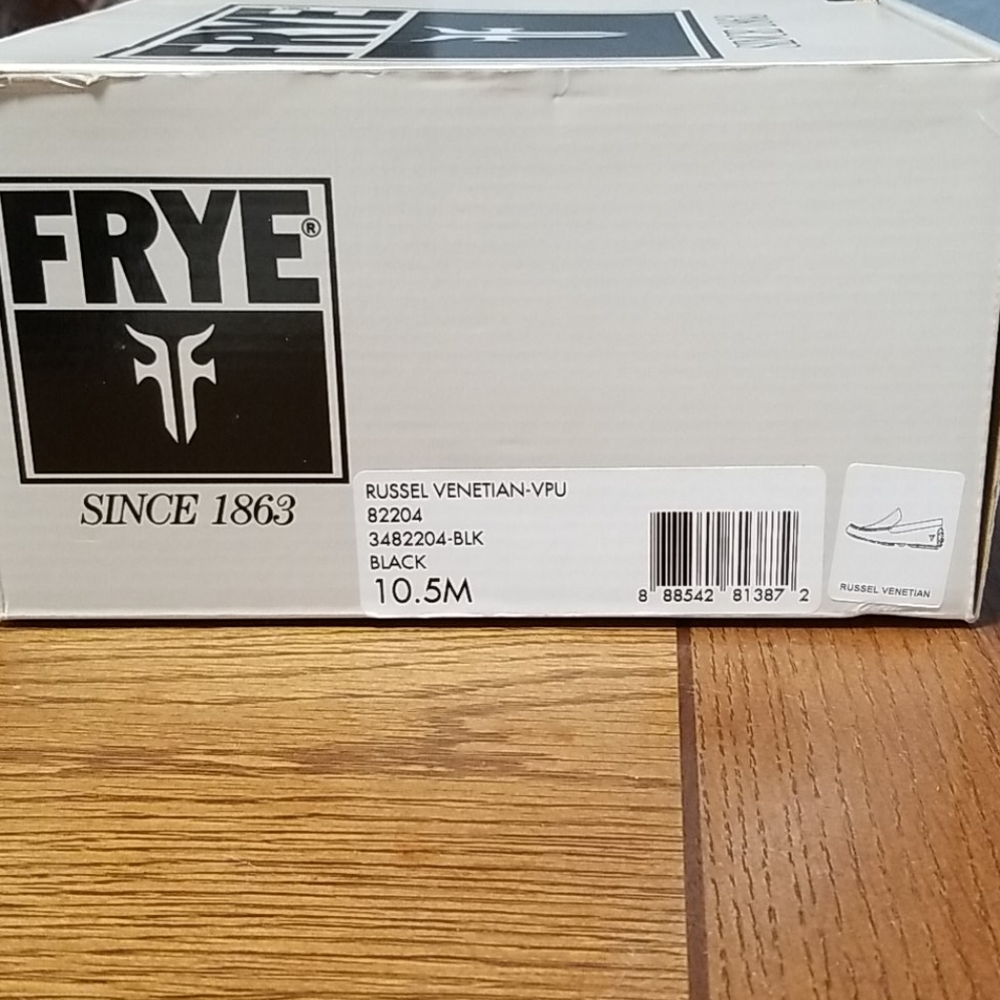 FRYE
FRYE®
SINCE 1863
RUSSEL VENETIAN-VPU
82204
3482204-BLK
BLACK
10.5M
8 88542 81387 2
RUSSEL VENETIAN